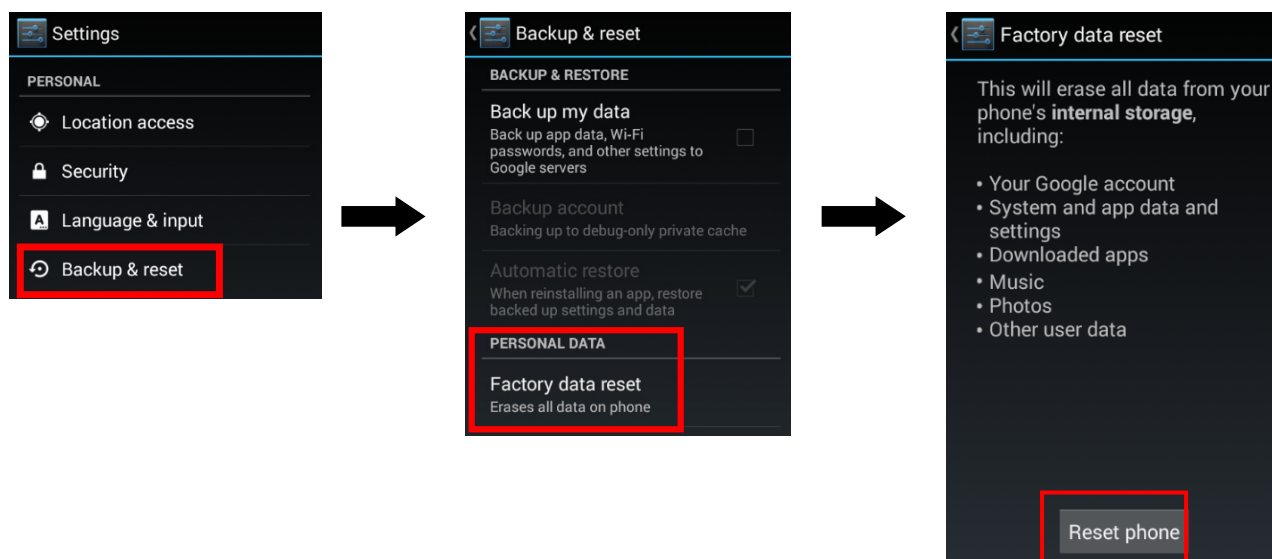 Settings
PERSONAL
Location access
Security
Language & input
Backup & reset
Backup & reset
BACKUP & RESTORE
Back up my data
Back up app data, Wi-Fi
passwords, and other settings to
Google servers
Backup account
Backing up to debug-only private cache
Automatic restore
When reinstalling an app, restore
backed up settings and data
PERSONAL DATA
Factory data reset
Erases all data on phone
Factory data reset
This will erase all data from your
phone's internal storage,
including:
• Your Google account
• System and app data and
settings
• Downloaded apps
• Music
• Photos
• Other user data
Reset phone